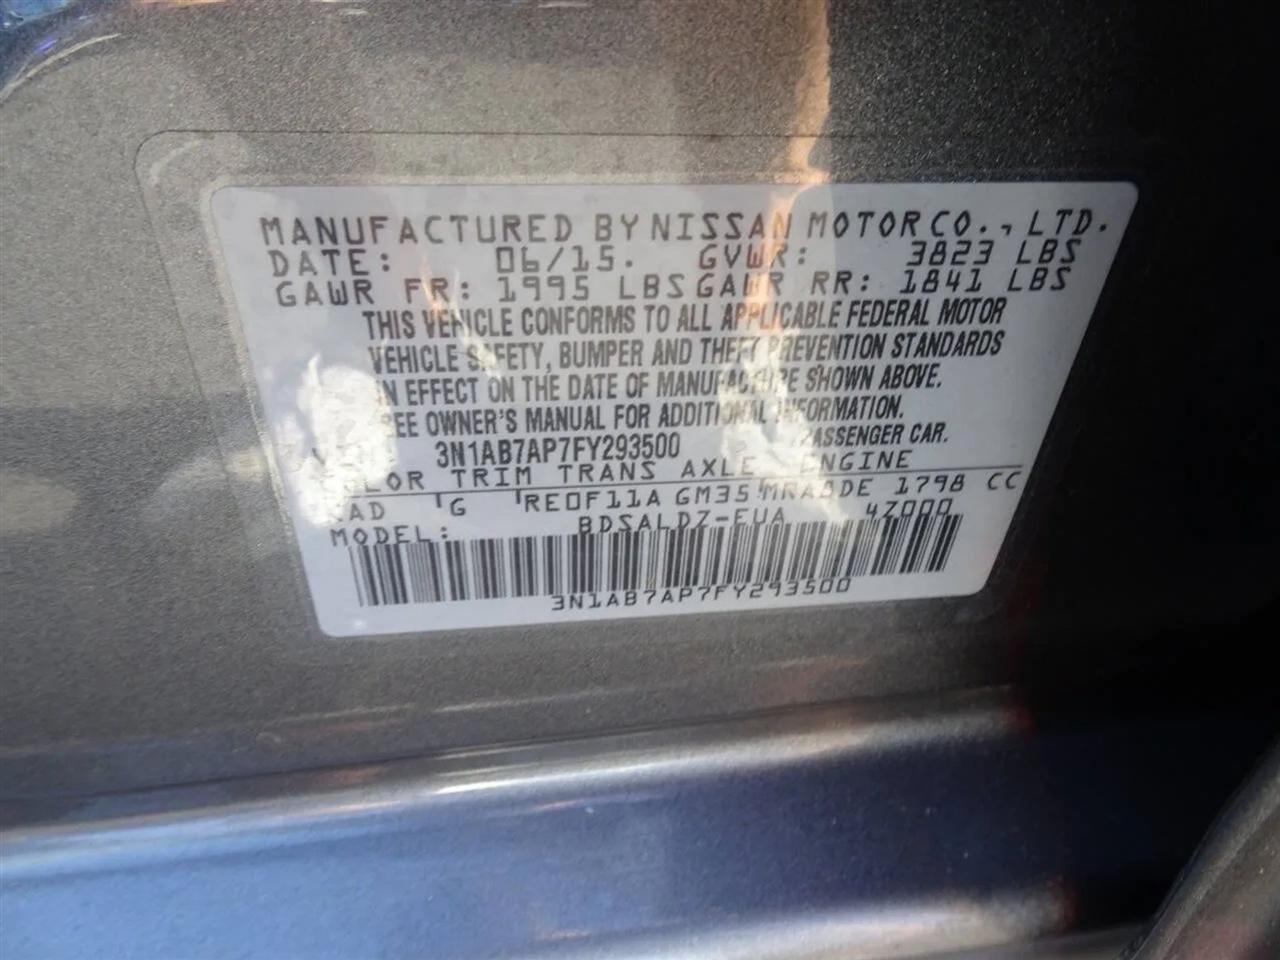 MANUFACTURED BY NISSAN MOTOR CO., LTD.
DATE: 06/15. GVWR: 3823 LBS
GAWR FR: 1995 LBS GAWR RR: 1841 LBS
THIS VEHICLE CONFORMS TO ALL APPLICABLE FEDERAL MOTOR
VEHICLE SAFETY, BUMPER AND THEFT PREVENTION STANDARDS
IN EFFECT ON THE DATE OF MANUFACTURE SHOWN ABOVE.
SEE OWNER'S MANUAL FOR ADDITIONAL INFORMATION.
3N1AB7AP7FY293500 PASSENGER CAR.
COLOR TRIM TRANS AXLE ENGINE
KAD G RE0F11A GM35 MRA8DE 1798 CC
MODEL: BDSALDZ-EUA 4Z000
3N1AB7AP7FY293500